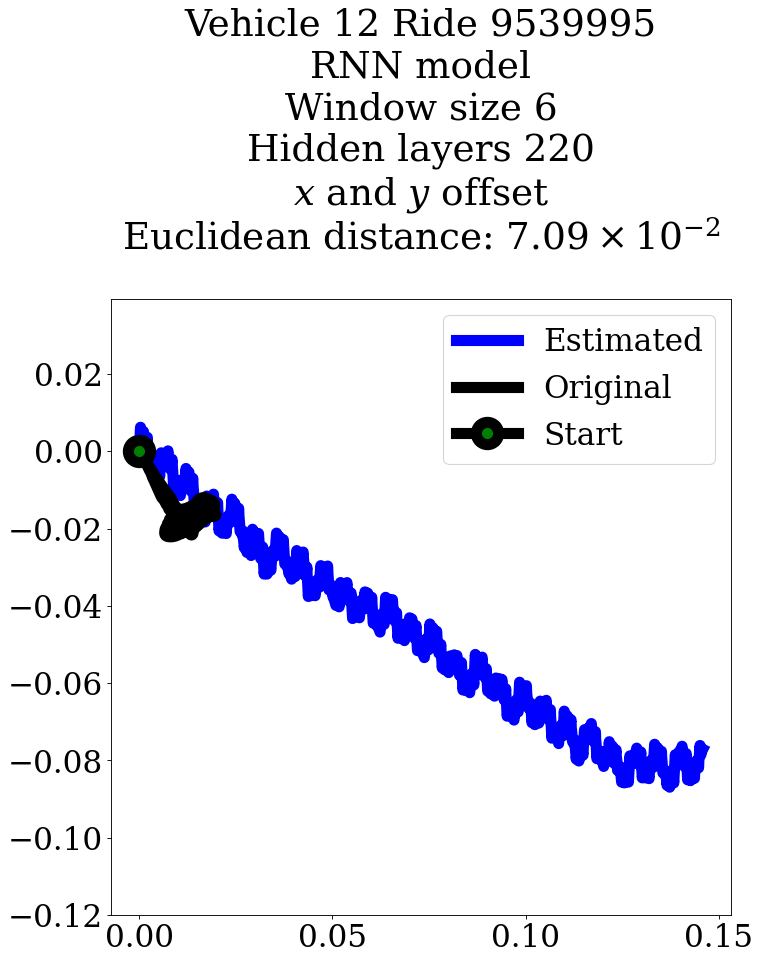 Vehicle 12 Ride 9539995
RNN model
Window size 6
Hidden layers 220
x and y offset
Euclidean distance: 7.09 × 10⁻²
Estimated
Original
Start
0.02
0.00
−0.02
−0.04
−0.06
−0.08
−0.10
−0.12
0.00 0.05 0.10 0.15